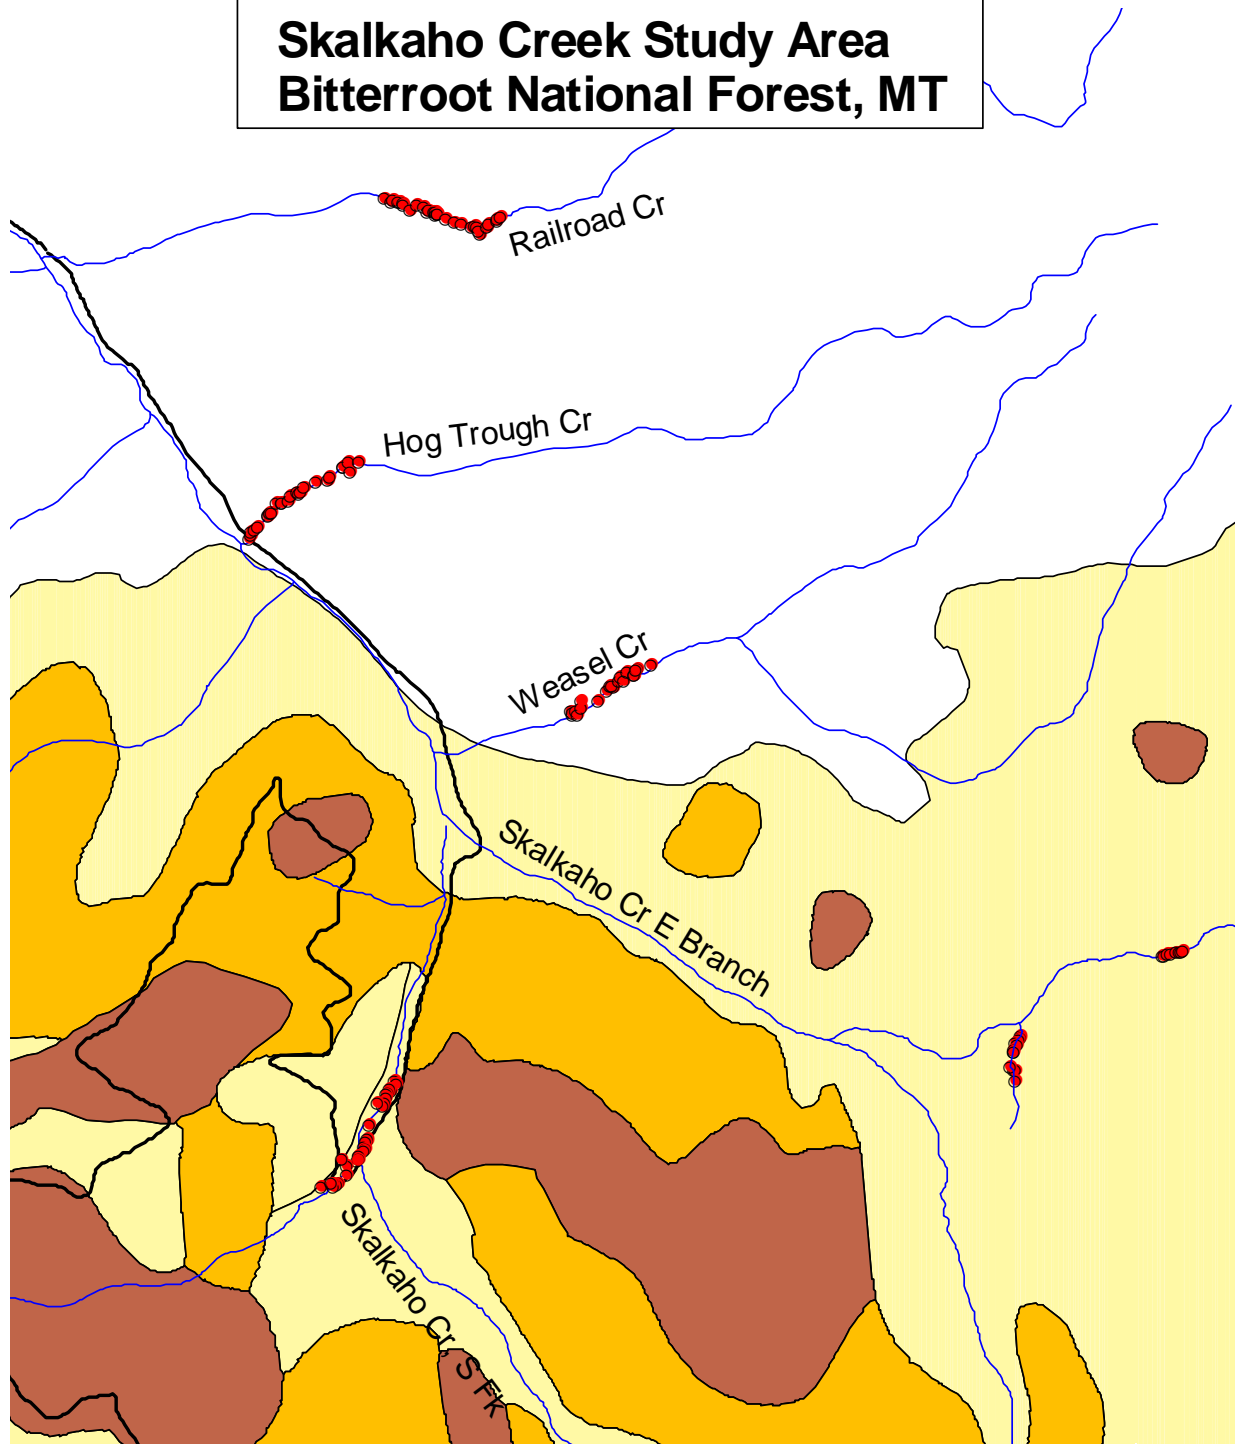 Skalkaho Creek Study Area
Bitterroot National Forest, MT
Railroad Cr
Hog Trough Cr
Weasel Cr
Skalkaho Cr E Branch
Skalkaho Cr, S Fk